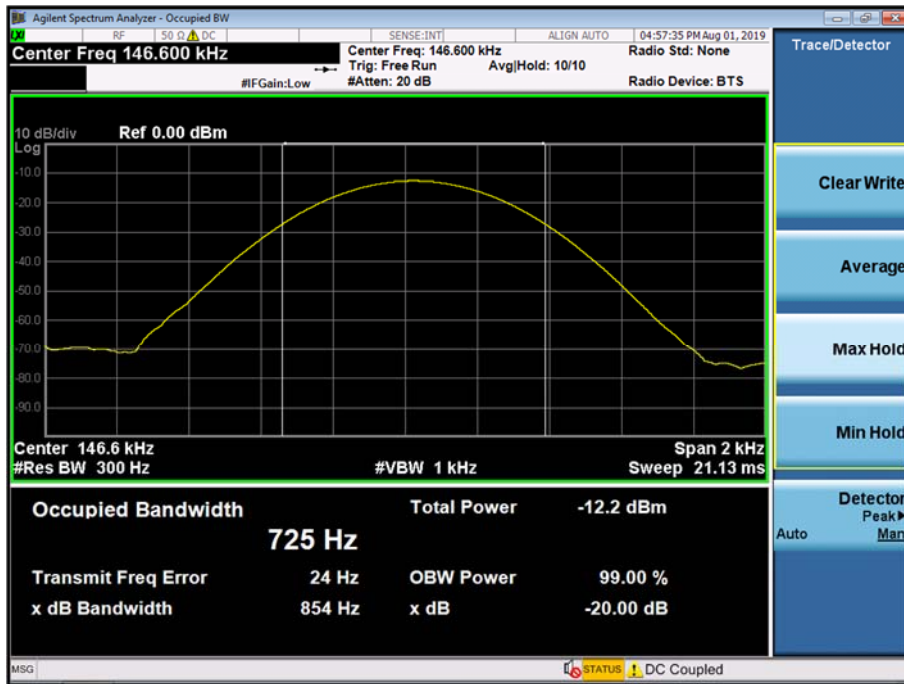 Agilent Spectrum Analyzer - Occupied BW
LXI RF 50 Ω DC SENSE:INT ALIGN AUTO 04:57:35 PM Aug 01, 2019
Center Freq 146.600 kHz
Center Freq: 146.600 kHz
Radio Std: None
Trig: Free Run Avg|Hold: 10/10
#IFGain:Low
#Atten: 20 dB
Radio Device: BTS
Trace/Detector
10 dB/div Ref 0.00 dBm
Log
-10.0
-20.0
-30.0
-40.0
-50.0
-60.0
-70.0
-80.0
-90.0
Center 146.6 kHz Span 2 kHz
#Res BW 300 Hz #VBW 1 kHz Sweep 21.13 ms
Occupied Bandwidth Total Power -12.2 dBm
725 Hz
Transmit Freq Error 24 Hz OBW Power 99.00 %
x dB Bandwidth 854 Hz x dB -20.00 dB
Clear Write
Average
Max Hold
Min Hold
Detector
Peak
Auto Man
MSG STATUS DC Coupled